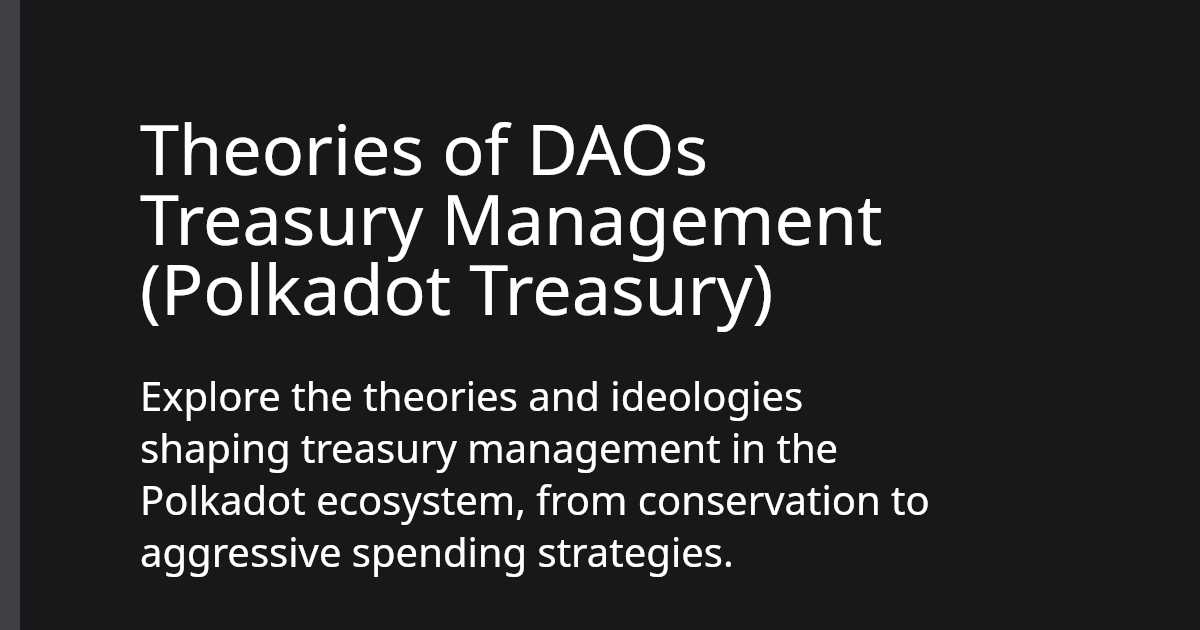 Theories of DAOs
Treasury Management
(Polkadot Treasury)
Explore the theories and ideologies
shaping treasury management in the
Polkadot ecosystem, from conservation to
aggressive spending strategies.